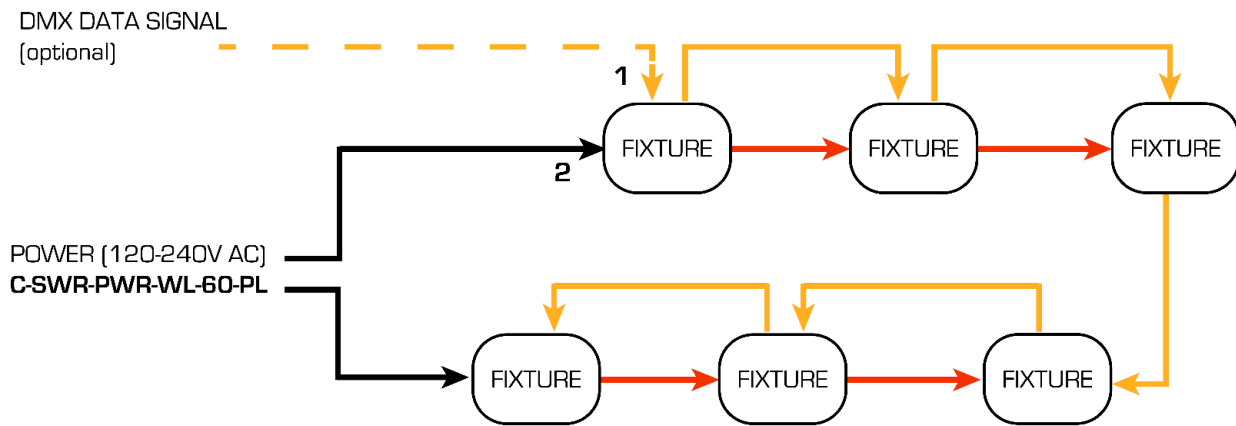 DMX DATA SIGNAL
(optional)
1
FIXTURE
FIXTURE
FIXTURE
2
POWER (120-240V AC)
C-SWR-PWR-WL-60-PL
FIXTURE
FIXTURE
FIXTURE